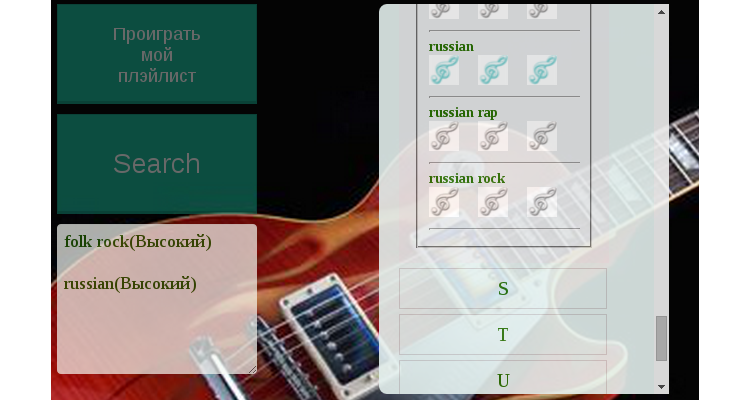 Проиграть
мой
плэйлист
Search
folk rock(Высокий)
russian(Высокий)
russian
russian rap
russian rock
S
T
U